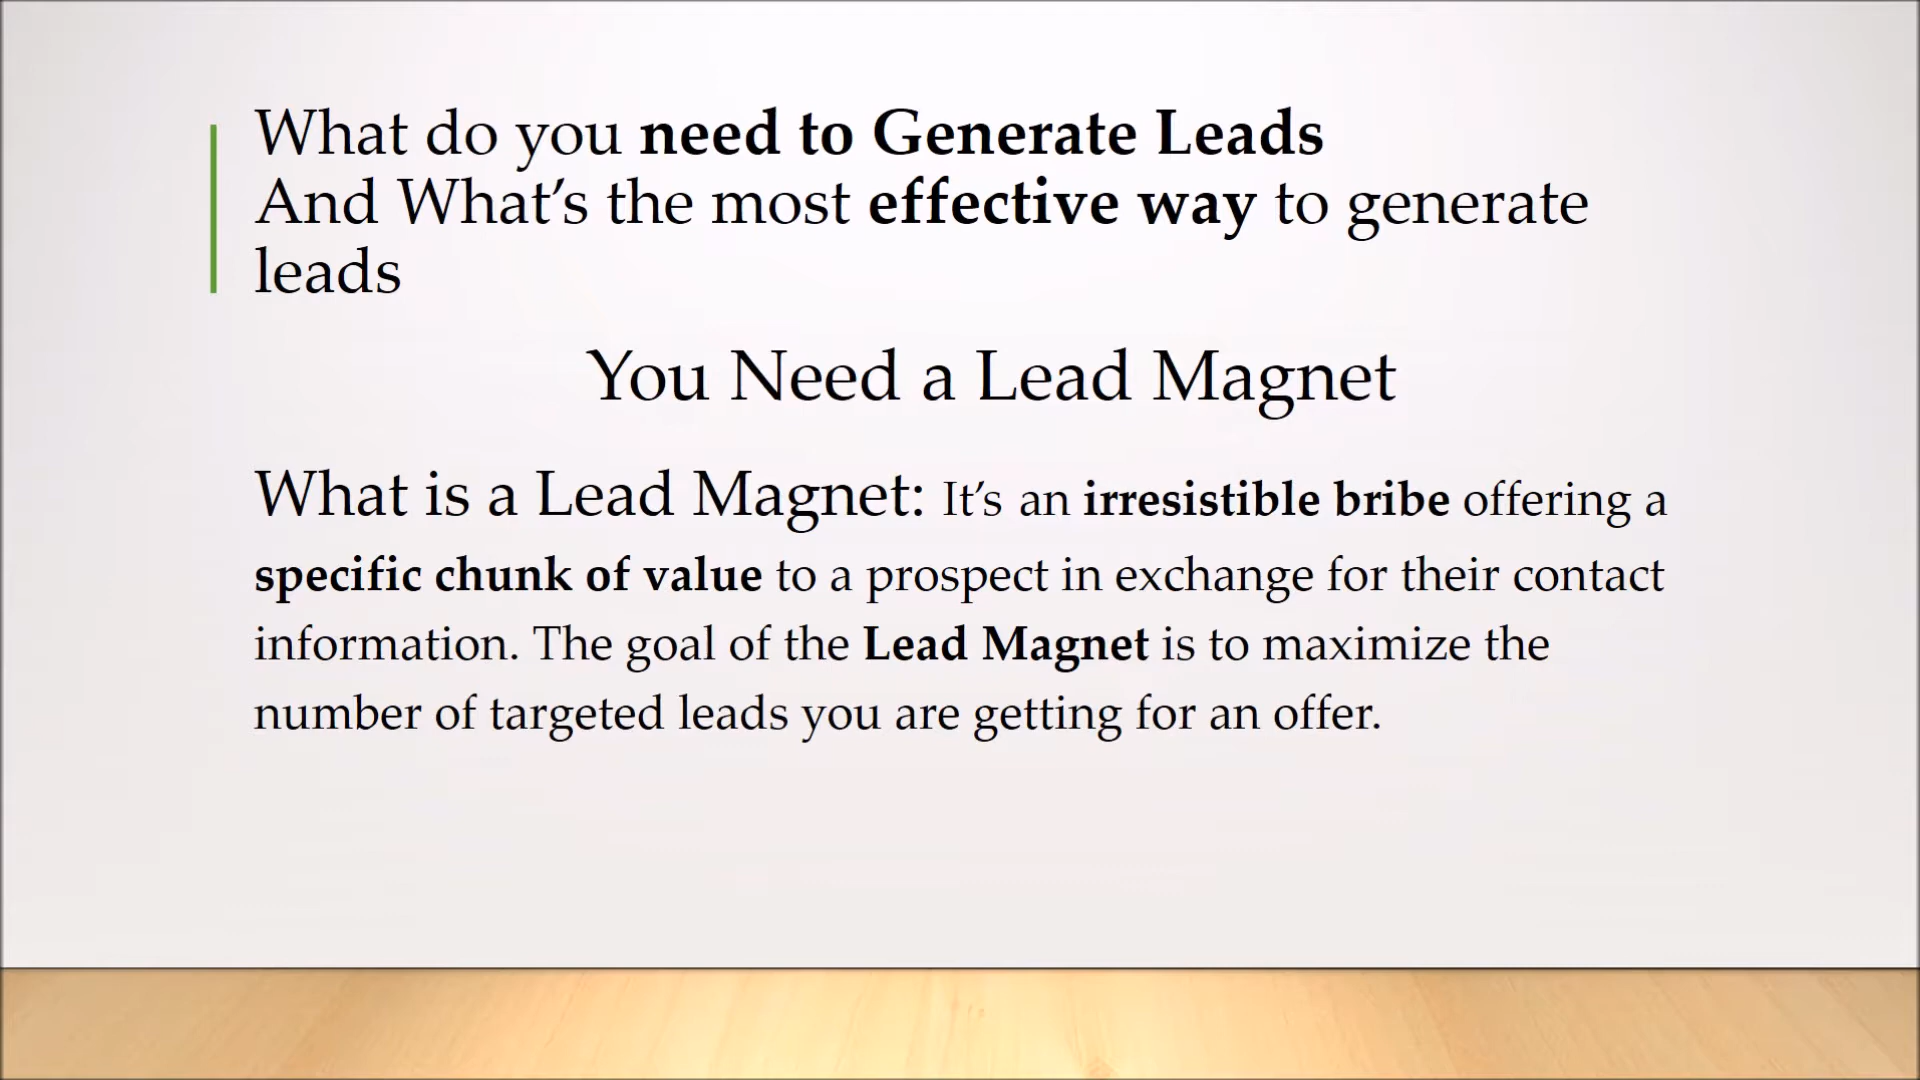 What do you need to Generate Leads
And What’s the most effective way to generate
leads
You Need a Lead Magnet
What is a Lead Magnet: It’s an irresistible bribe offering a
specific chunk of value to a prospect in exchange for their contact
information. The goal of the Lead Magnet is to maximize the
number of targeted leads you are getting for an offer.